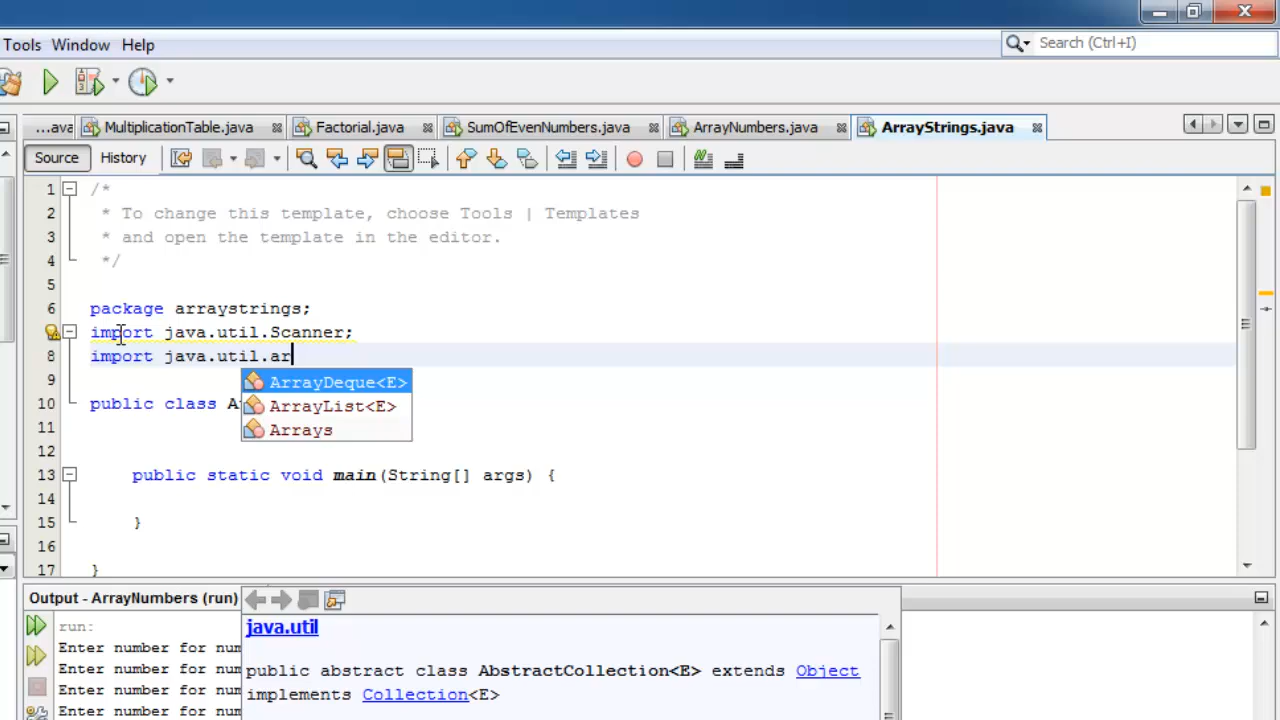 Tools Window Help
Search (Ctrl+I)
...ava MultiplicationTable.java Factorial.java SumOfEvenNumbers.java ArrayNumbers.java ArrayStrings.java
Source History
1 /*
2 * To change this template, choose Tools | Templates
3 * and open the template in the editor.
4 */
5
6 package arraystrings;
7 import java.util.Scanner;
8 import java.util.ar
ArrayDeque<E>
9
ArrayList<E>
10 public class A
Arrays
11
12
13 public static void main(String[] args) {
14
15 }
16
17 }
Output - ArrayNumbers (run)
run:
java.util
Enter number for num
Enter number for num
public abstract class AbstractCollection<E> extends Object
Enter number for num
implements Collection<E>
Enter number for num